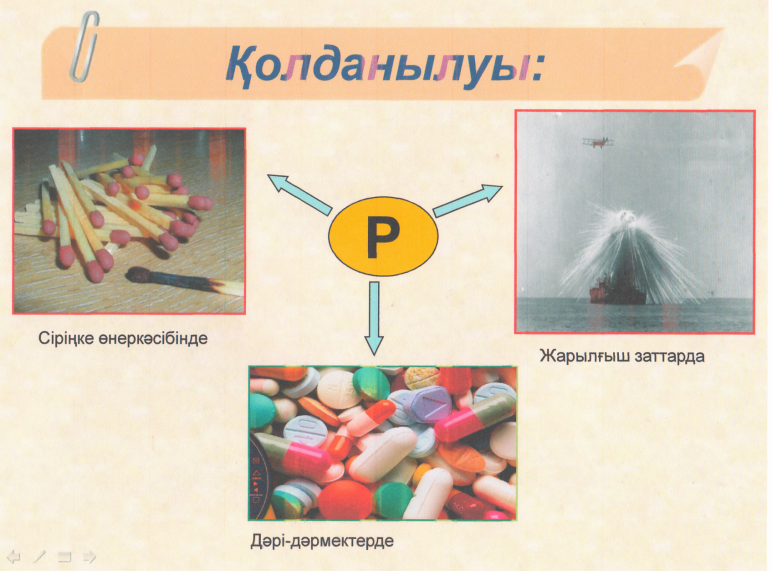 Қолданылуы:
P
Сіріңке өнеркәсібінде
Жарылғыш заттарда
Дәрі-дәрмектерде